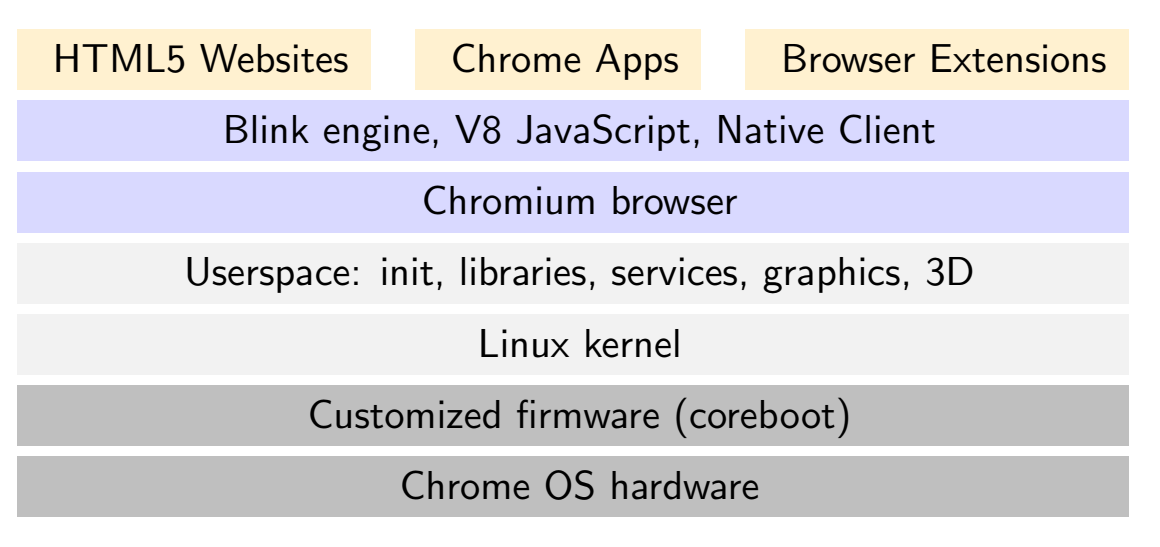 HTML5 Websites
Chrome Apps
Browser Extensions
Blink engine, V8 JavaScript, Native Client
Chromium browser
Userspace: init, libraries, services, graphics, 3D
Linux kernel
Customized firmware (coreboot)
Chrome OS hardware